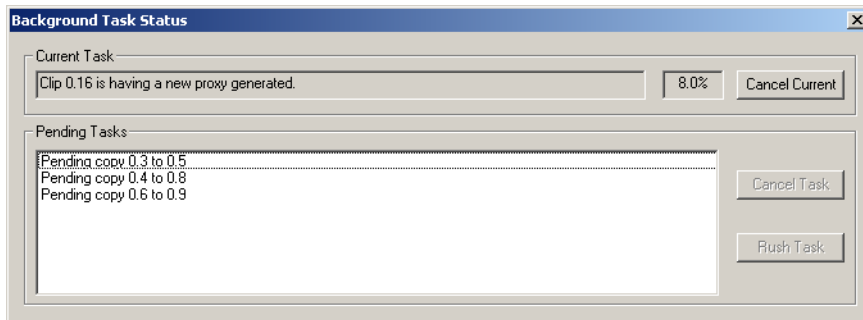 Background Task Status
Current Task
Clip 0.16 is having a new proxy generated.
8.0%
Cancel Current
Pending Tasks
Pending copy 0.3 to 0.5
Pending copy 0.4 to 0.8
Pending copy 0.6 to 0.9
Cancel Task
Rush Task